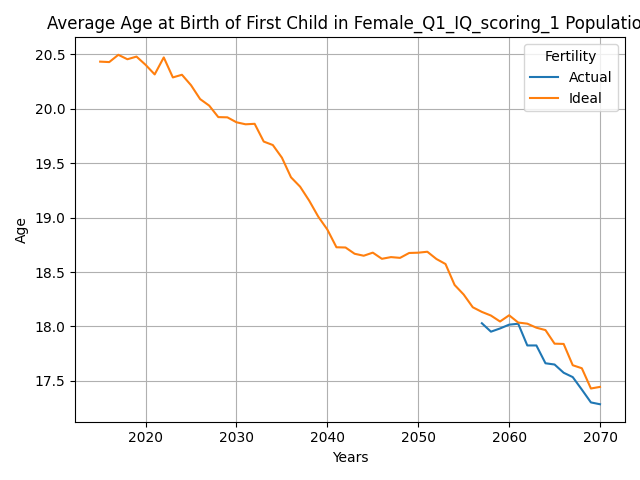 Average Age at Birth of First Child in Female_Q1_IQ_scoring_1 Populatio
Fertility
Actual
Ideal
20.5
20.0
19.5
19.0
18.5
18.0
17.5
Age
2020 2030 2040 2050 2060 2070
Years